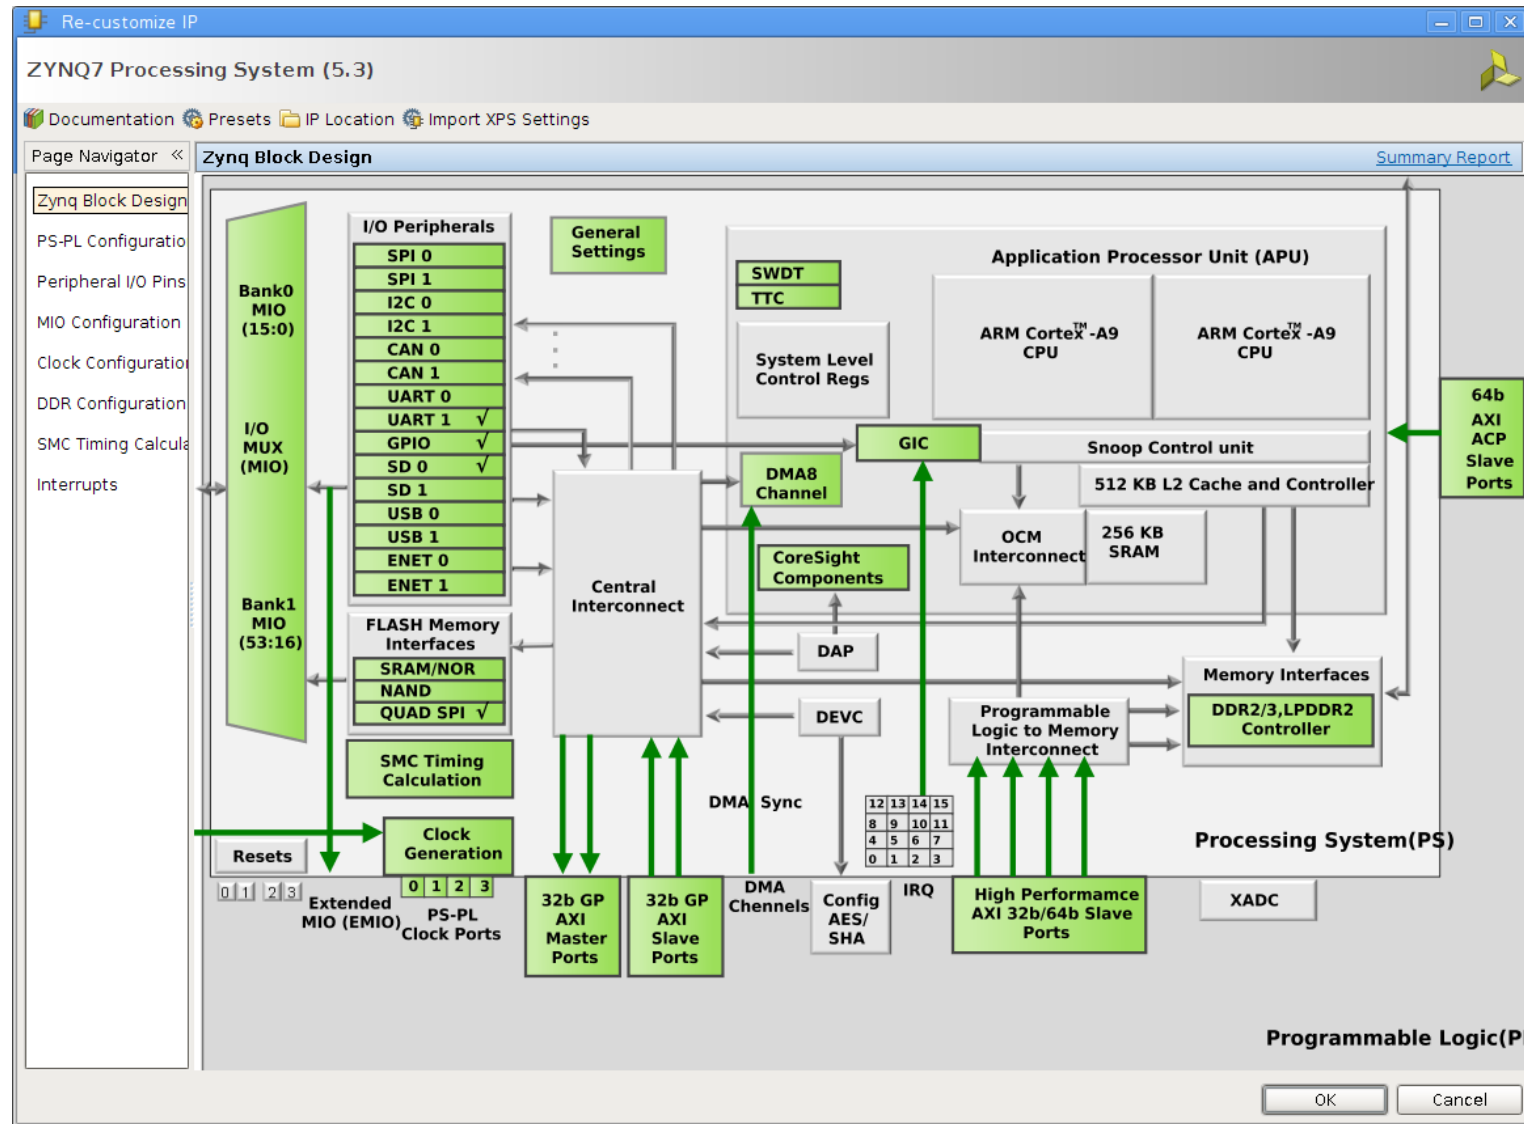 Re-customize IP
ZYNQ7 Processing System (5.3)
Documentation Presets IP Location Import XPS Settings
Page Navigator «
Zynq Block Design
PS-PL Configuratio
Peripheral I/O Pins
MIO Configuration
Clock Configuration
DDR Configuration
SMC Timing Calcula
Interrupts
Zynq Block Design
Summary Report
Bank0
MIO
(15:0)
I/O
MUX
(MIO)
Bank1
MIO
(53:16)
I/O Peripherals
SPI 0
SPI 1
I2C 0
I2C 1
CAN 0
CAN 1
UART 0
UART 1 √
GPIO √
SD 0 √
SD 1
USB 0
USB 1
ENET 0
ENET 1
FLASH Memory
Interfaces
SRAM/NOR
NAND
QUAD SPI √
SMC Timing
Calculation
General
Settings
Application Processor Unit (APU)
SWDT
TTC
System Level
Control Regs
ARM Cortex™-A9
CPU
ARM Cortex™-A9
CPU
GIC
Snoop Control unit
DMA8
Channel
512 KB L2 Cache and Controller
OCM
Interconnect
256 KB
SRAM
CoreSight
Components
Central
Interconnect
DAP
DEVC
Programmable
Logic to Memory
Interconnect
Memory Interfaces
DDR2/3,LPDDR2
Controller
64b
AXI
ACP
Slave
Ports
DMA Sync
12 13 14 15
8 9 10 11
4 5 6 7
0 1 2 3
Processing System(PS)
Resets
0 1 2 3
Clock
Generation
0 1 2 3
Extended
MIO (EMIO)
PS-PL
Clock Ports
32b GP
AXI
Master
Ports
32b GP
AXI
Slave
Ports
DMA
Channels
Config
AES/
SHA
IRQ
High Performamce
AXI 32b/64b Slave
Ports
XADC
Programmable Logic(P
OK
Cancel